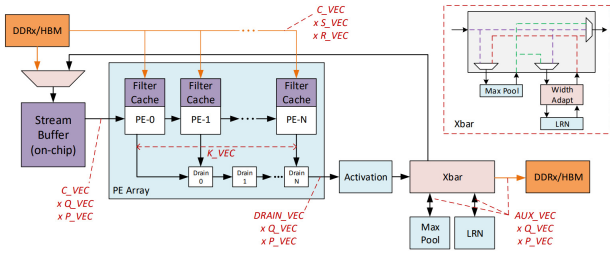 DDRx/HBM
C_VEC
x S_VEC
x R_VEC
Filter
Cache
Filter
Cache
Filter
Cache
PE-0
PE-1
PE-N
Stream
Buffer
(on-chip)
K_VEC
Drain
0
Drain
1
Drain
N
PE Array
C_VEC
x Q_VEC
x P_VEC
DRAIN_VEC
x Q_VEC
x P_VEC
Activation
Xbar
DDRx/HBM
Max
Pool
LRN
AUX_VEC
x Q_VEC
x P_VEC
Max Pool
Width
Adapt
LRN
Xbar